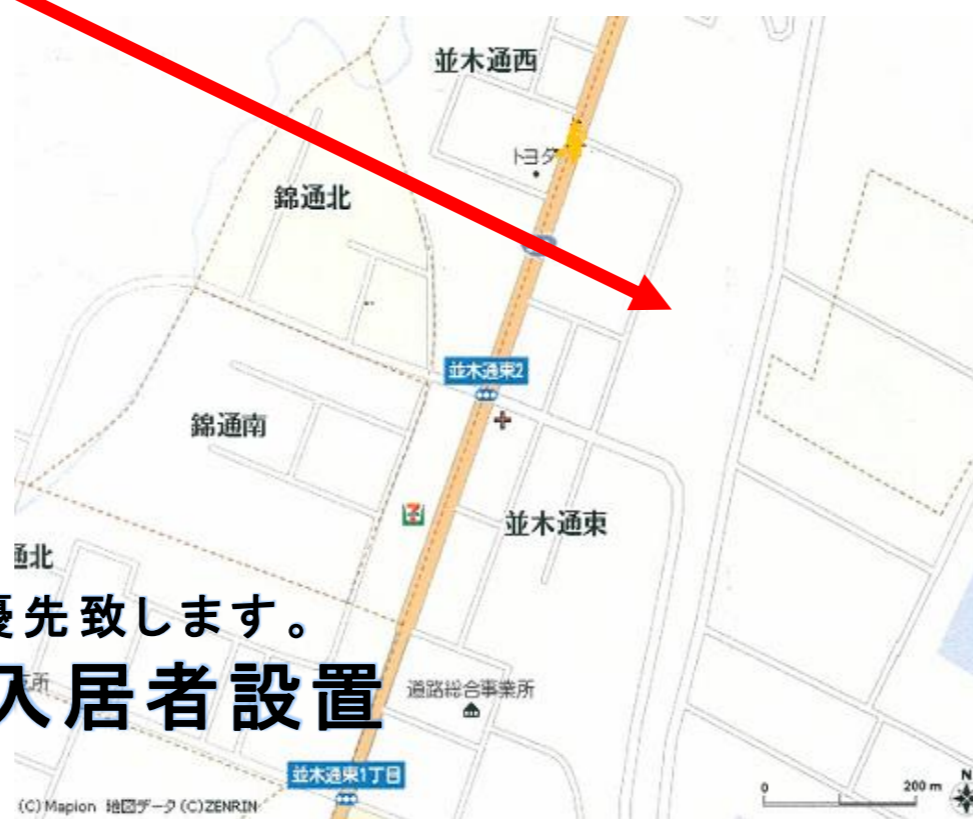 並木通西
トヨタ
錦通北
並木通東2
錦通南
7
並木通東
通北
優先致します。
所
入居者設置
道路総合事業所
並木通東1丁目
(C)Mapion 地図データ(C)ZENRIN
0 200 m
N